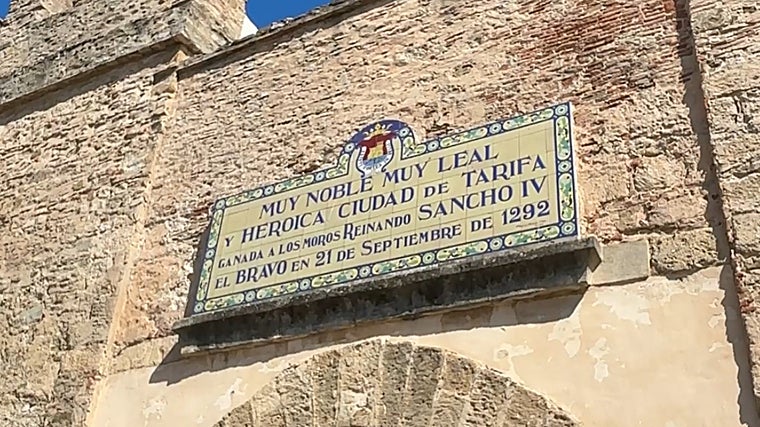 MUY NOBLE MUY LEAL
Y HEROICA CIUDAD DE TARIFA
GANADA A LOS MOROS REINANDO SANCHO IV
EL BRAVO EN 21 DE SEPTIEMBRE DE 1292